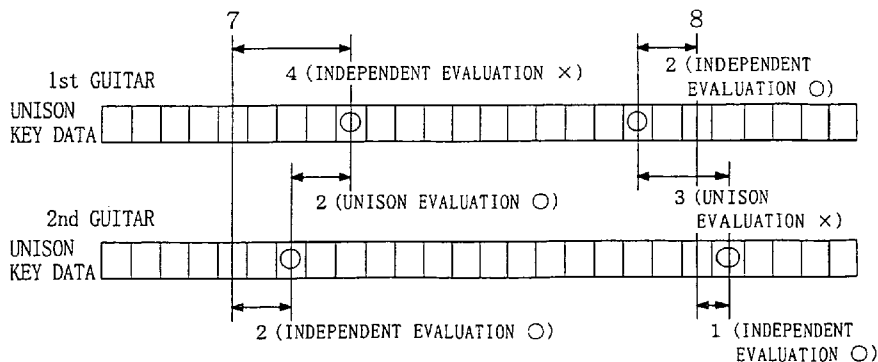 7
8
1st GUITAR
4 (INDEPENDENT EVALUATION ×)
2 (INDEPENDENT
EVALUATION ○)
UNISON
KEY DATA
2 (UNISON EVALUATION ○)
3 (UNISON
EVALUATION ×)
2nd GUITAR
UNISON
KEY DATA
2 (INDEPENDENT EVALUATION ○)
1 (INDEPENDENT
EVALUATION ○)